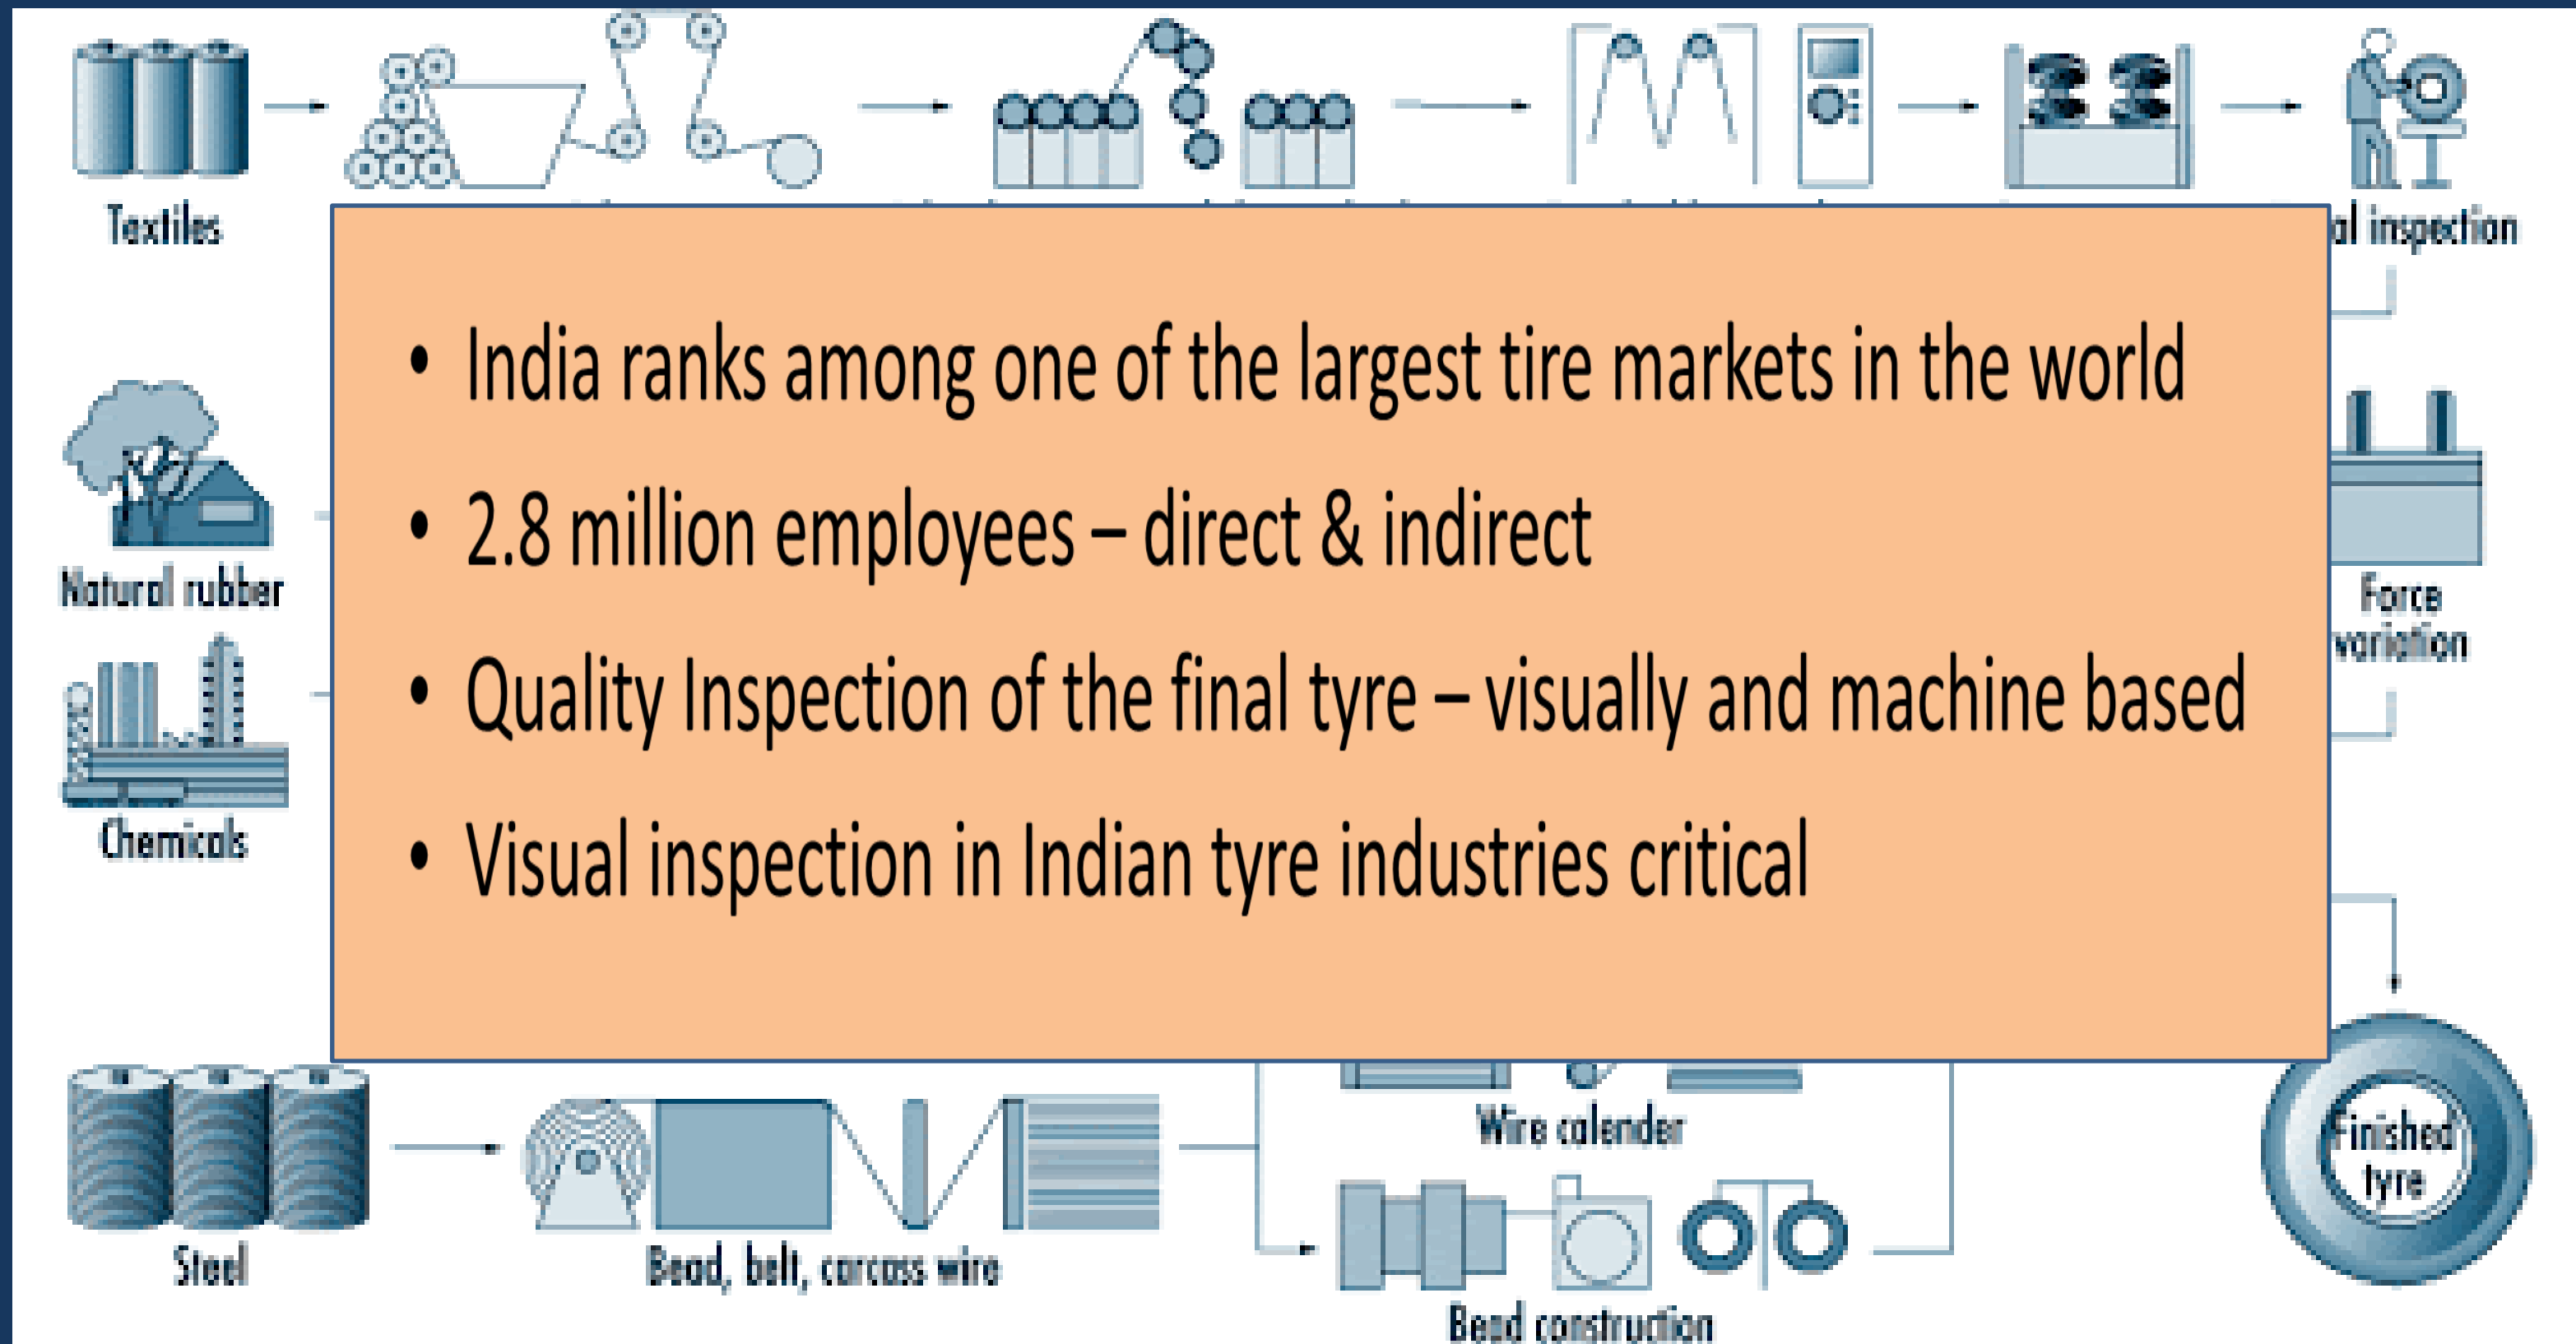 Textiles
al inspection
• India ranks among one of the largest tire markets in the world
• 2.8 million employees – direct & indirect
• Quality Inspection of the final tyre – visually and machine based
• Visual inspection in Indian tyre industries critical
Natural rubber
Force
variation
Chemicals
Steel
Bead, belt, carcass wire
Wire calender
Bead construction
Finished
tyre